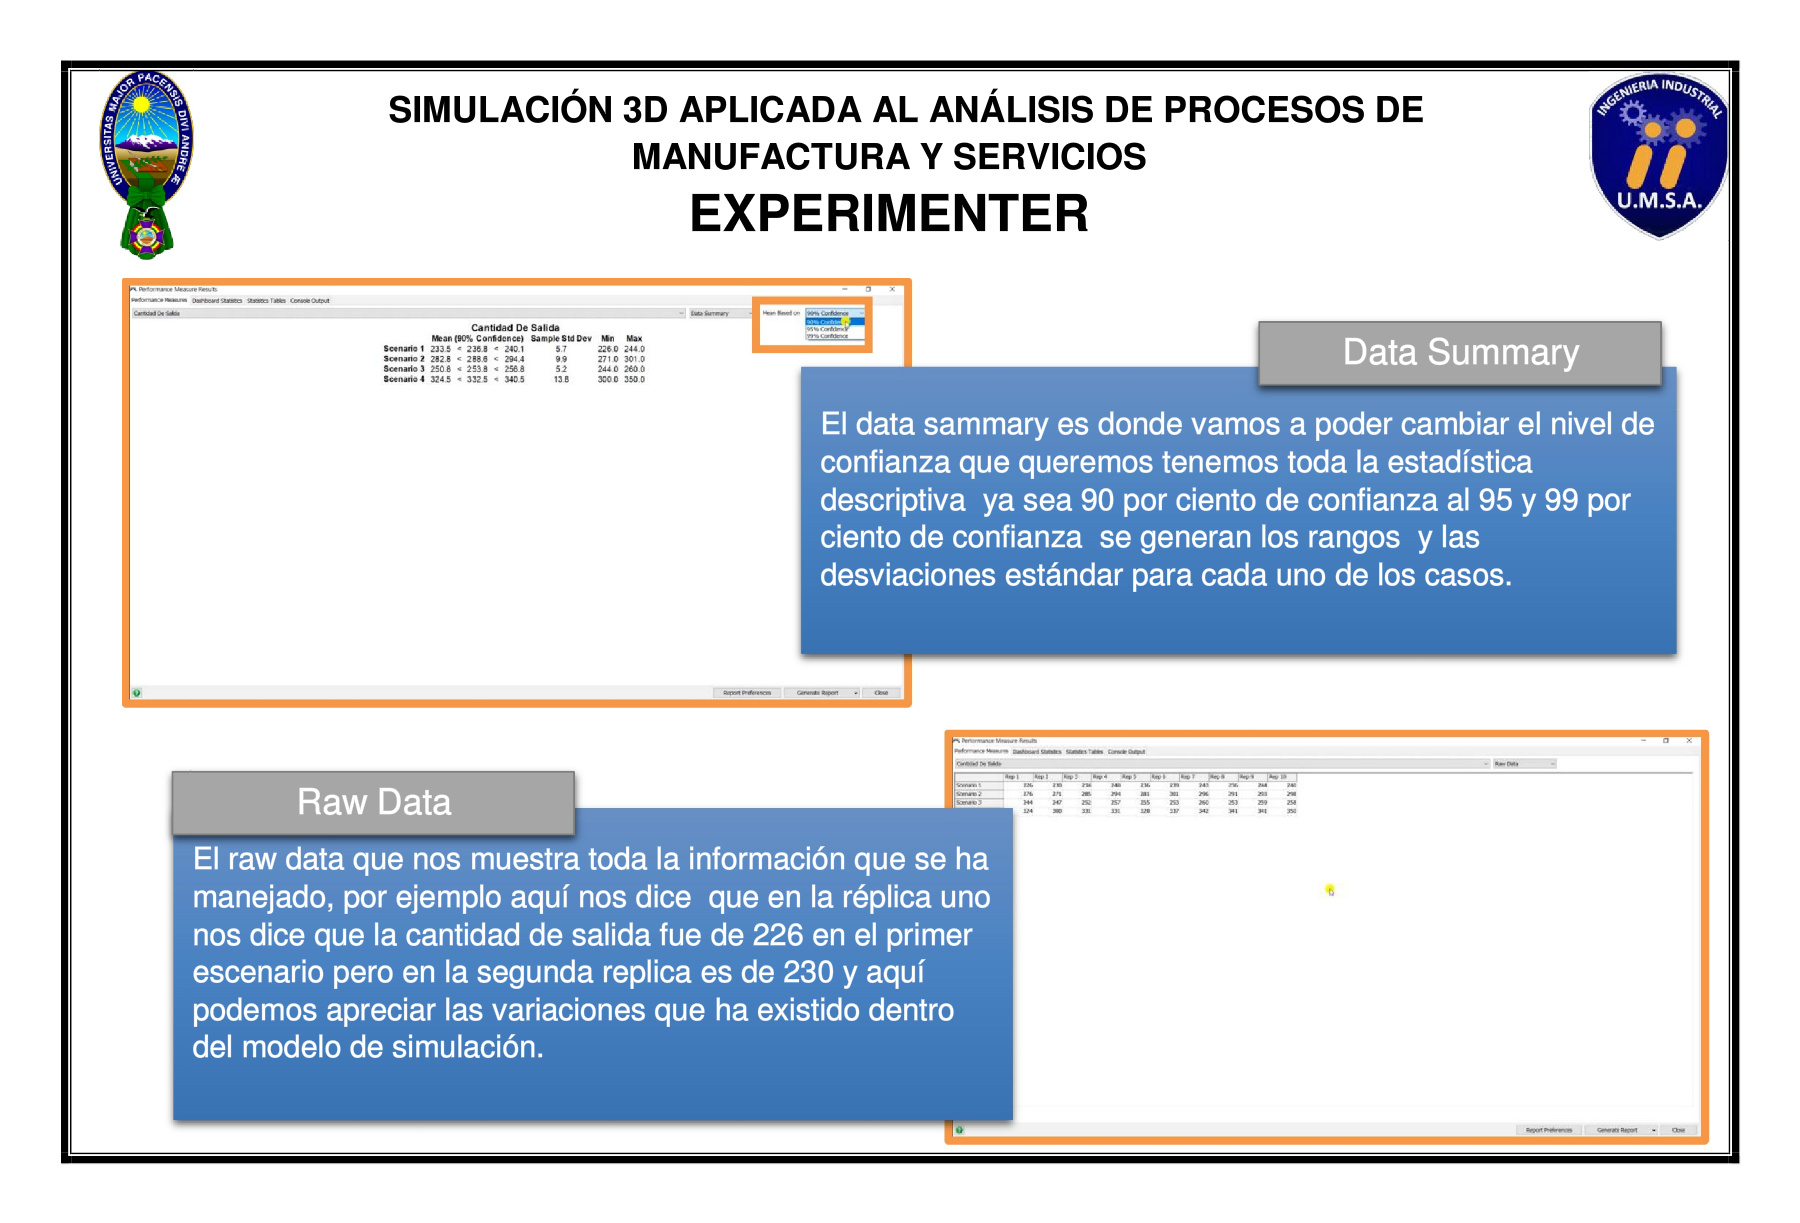 SIMULACIÓN 3D APLICADA AL ANÁLISIS DE PROCESOS DE
MANUFACTURA Y SERVICIOS
EXPERIMENTER
UNIVERSITAS MAJOR PACENSIS DIVI ANDRE Æ
INGENIERIA INDUSTRIAL
U.M.S.A.
Performance Measure Results
Performance Measures Dashboard Statistics Statistics Tables Console Output
Cantidad De Salida Data Summary Mean Based on 90% Confidence
90% Confidence
95% Confidence
99% Confidence
Cantidad De Salida
Mean (90% Confidence) Sample Std Dev Min Max
Scenario 1 233.5 < 236.8 < 240.1 5.7 226.0 244.0
Scenario 2 282.8 < 288.6 < 294.4 9.9 271.0 301.0
Scenario 3 250.8 < 253.8 < 256.8 5.2 244.0 260.0
Scenario 4 324.5 < 332.5 < 340.5 13.8 300.0 350.0
Report Preferences Generate Report Close
Data Summary
El data sammary es donde vamos a poder cambiar el nivel de
confianza que queremos tenemos toda la estadística
descriptiva ya sea 90 por ciento de confianza al 95 y 99 por
ciento de confianza se generan los rangos y las
desviaciones estándar para cada uno de los casos.
Raw Data
El raw data que nos muestra toda la información que se ha
manejado, por ejemplo aquí nos dice que en la réplica uno
nos dice que la cantidad de salida fue de 226 en el primer
escenario pero en la segunda replica es de 230 y aquí
podemos apreciar las variaciones que ha existido dentro
del modelo de simulación.
Performance Measure Results
Performance Measures Dashboard Statistics Statistics Tables Console Output
Cantidad De Salida Raw Data
Rep 1 Rep 2 Rep 3 Rep 4 Rep 5 Rep 6 Rep 7 Rep 8 Rep 9 Rep 10
Scenario 1 226 230 236 240 236 239 243 236 244 240
Scenario 2 276 271 285 294 281 301 296 291 293 298
Scenario 3 244 247 252 257 255 253 260 253 259 258
324 300 331 331 328 337 342 341 341 350
Report Preferences Generate Report Close